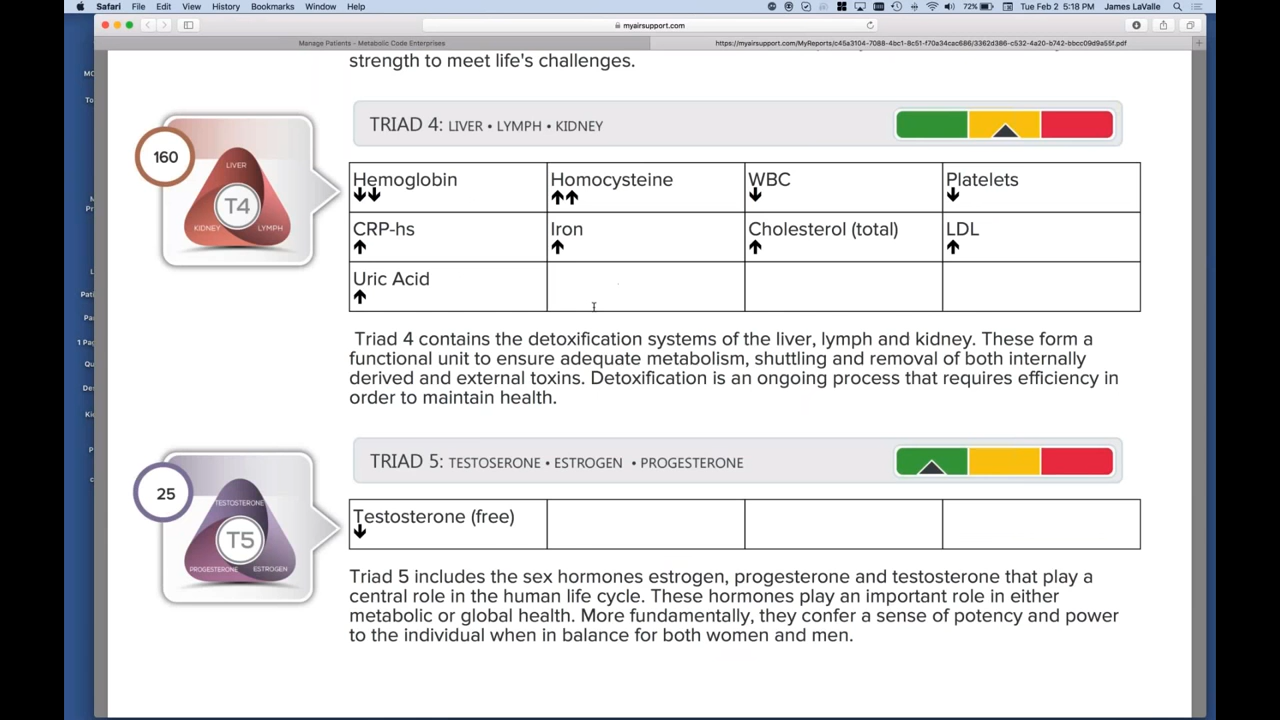 Safari File Edit View History Bookmarks Window Help 72% Tue Feb 2 5:18 PM James LaValle
myairsupport.com
Manage Patients - Metabolic Code Enterprises
strength to meet life's challenges.
160
LIVER
T4
KIDNEY LYMPH
TRIAD 4: LIVER • LYMPH • KIDNEY
Hemoglobin Homocysteine WBC Platelets
↓↓ ↑↑ ↓ ↓
CRP-hs Iron Cholesterol (total) LDL
↑ ↑ ↑ ↑
Uric Acid
↑
Triad 4 contains the detoxification systems of the liver, lymph and kidney. These form a
functional unit to ensure adequate metabolism, shuttling and removal of both internally
derived and external toxins. Detoxification is an ongoing process that requires efficiency in
order to maintain health.
25
TESTOSTERONE
T5
PROGESTERONE ESTROGEN
TRIAD 5: TESTOSERONE • ESTROGEN • PROGESTERONE
Testosterone (free)
↓
Triad 5 includes the sex hormones estrogen, progesterone and testosterone that play a
central role in the human life cycle. These hormones play an important role in either
metabolic or global health. More fundamentally, they confer a sense of potency and power
to the individual when in balance for both women and men.